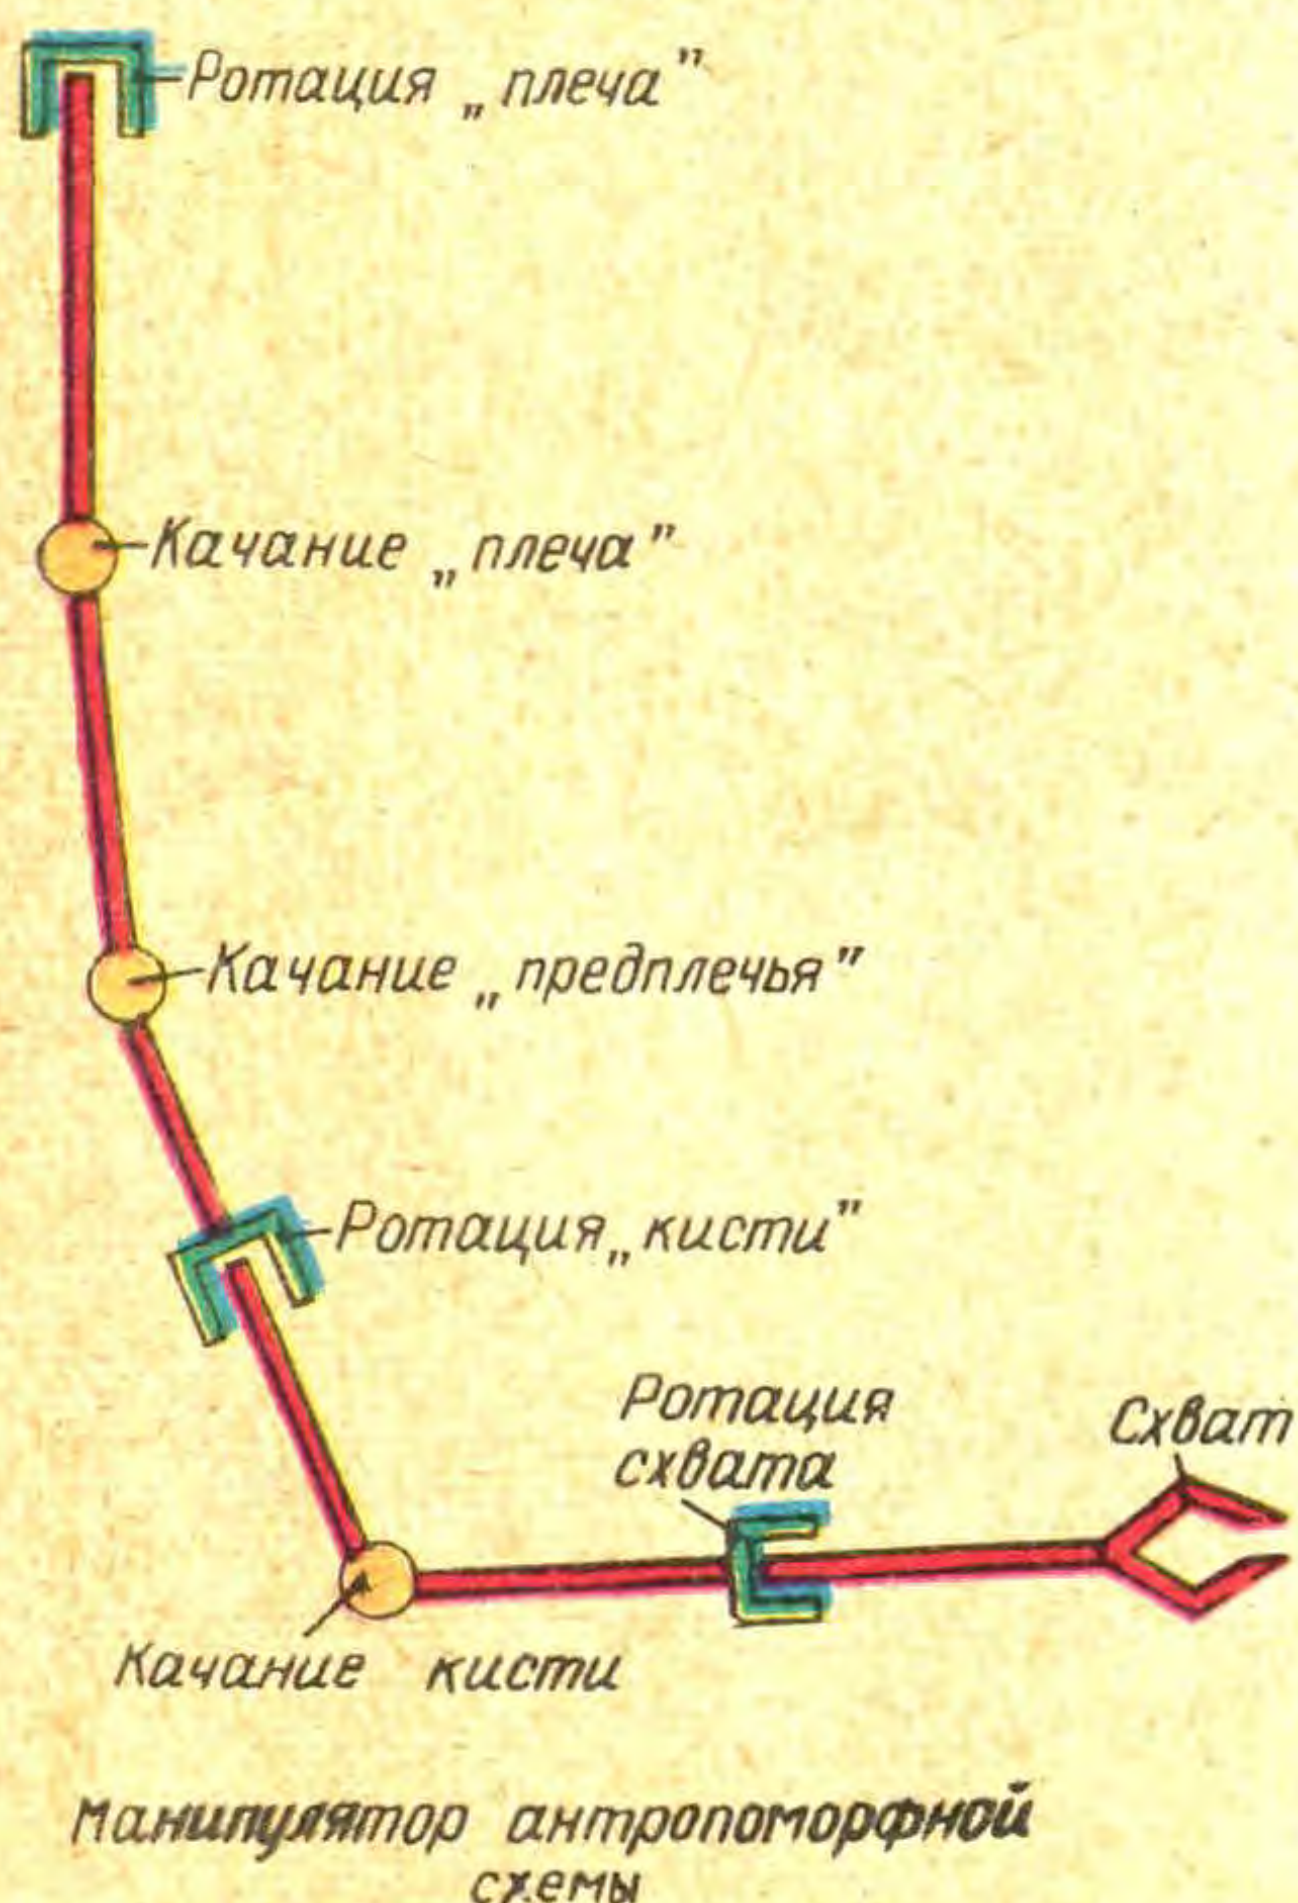 Ротация „плеча”
Качание „плеча”
Качание „предплечья”
Ротация „кисти”
Ротация
схвата
Схват
Качание кисти
Манипулятор антропоморфной
схемы